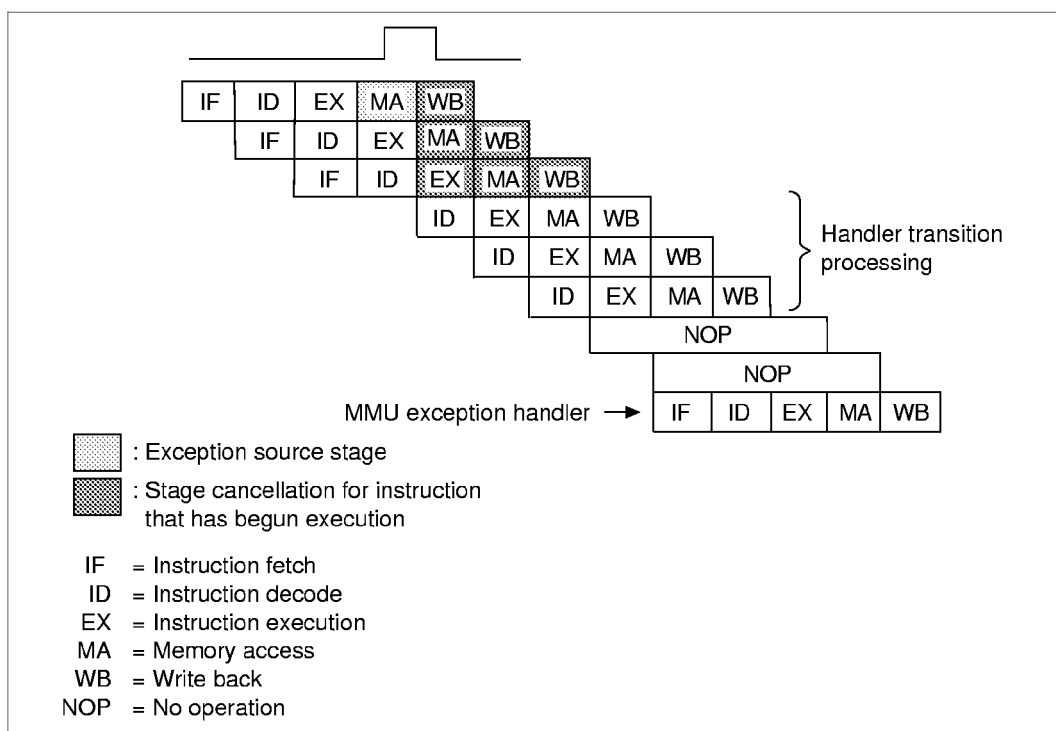 IF ID EX MA WB
IF ID EX MA WB
IF ID EX MA WB
ID EX MA WB
ID EX MA WB
ID EX MA WB
Handler transition
processing
NOP
NOP
MMU exception handler
IF ID EX MA WB
: Exception source stage
: Stage cancellation for instruction
that has begun execution
IF = Instruction fetch
ID = Instruction decode
EX = Instruction execution
MA = Memory access
WB = Write back
NOP = No operation